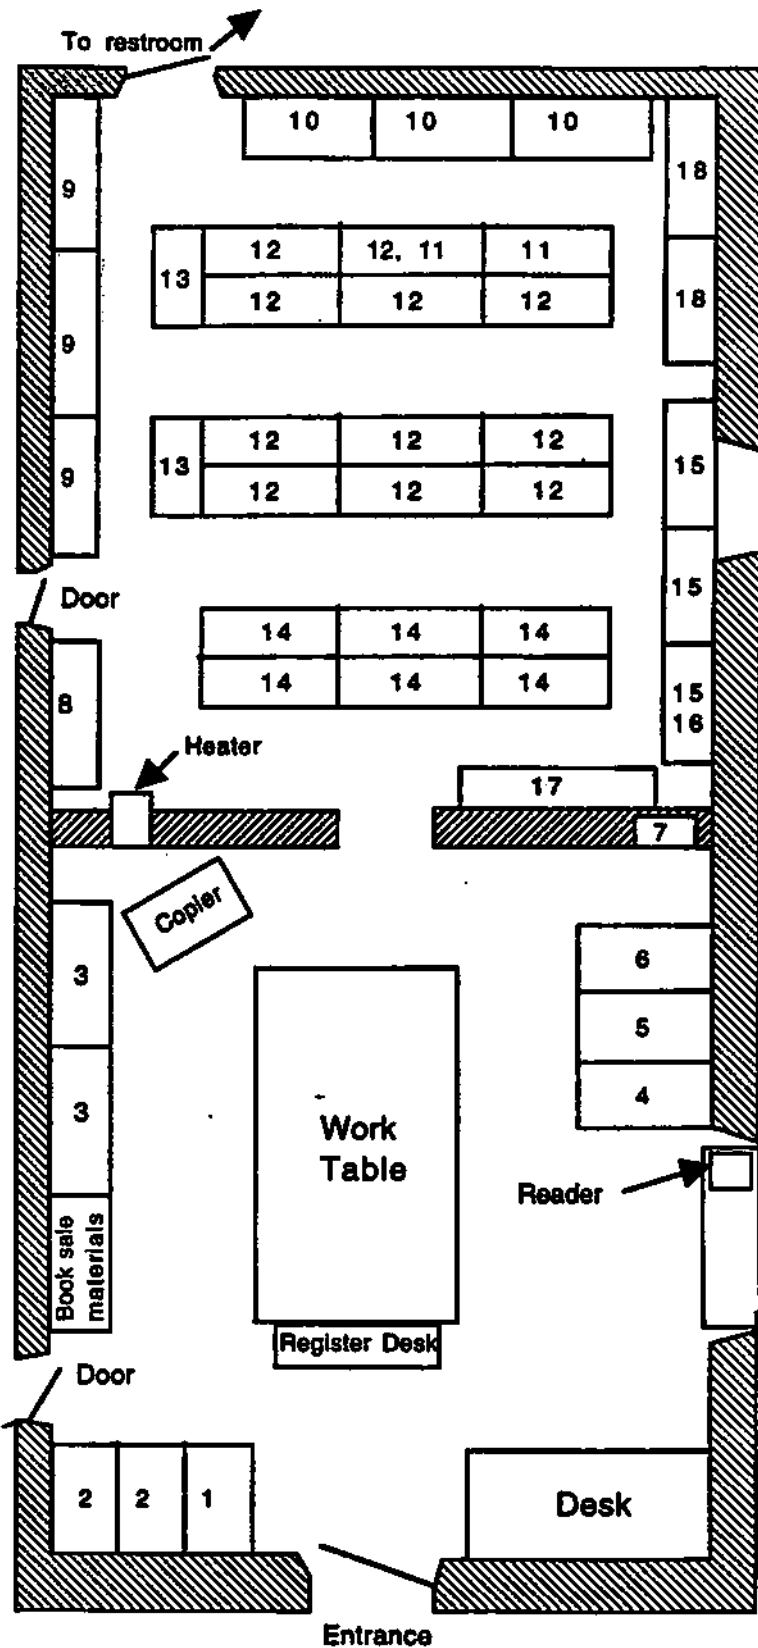 To restroom
10 10 10
18
9
12 12, 11 11
13
12 12 12
18
9
12 12 12
13
12 12 12
15
9
Door
15
14 14 14
14 14 14
8
15
16
Heater
17
7
Copier
3
6
5
4
3
Work
Table
Reader
Book sale
materials
Register Desk
Door
2 2 1
Desk
Entrance